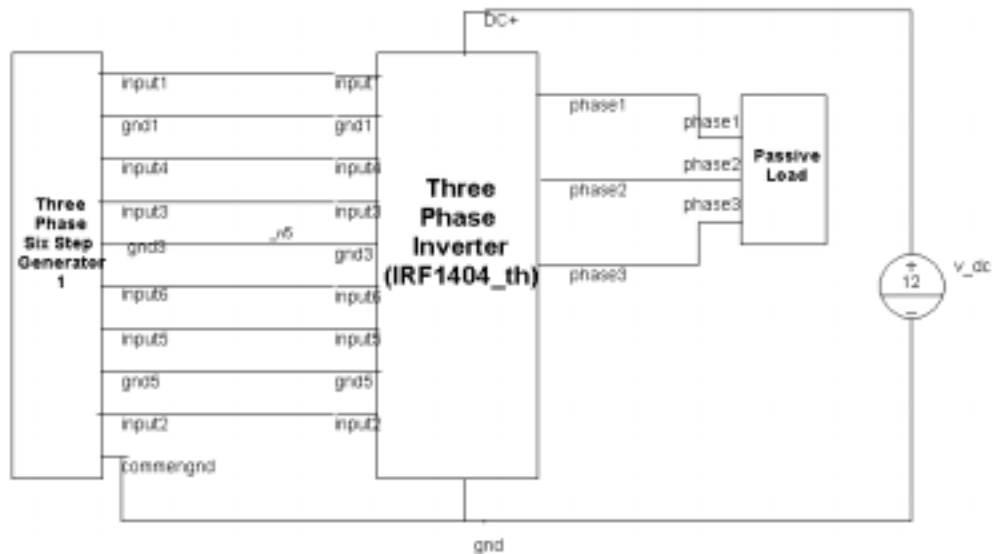 DC+
input1
input1
gnd1
gnd1
input4
input4
input3
input3
gnd3
_n5
gnd3
input6
input6
input5
input5
gnd5
gnd5
input2
input2
commengnd
Three
Phase
Six Step
Generator
1
Three
Phase
Inverter
(IRF1404_th)
phase1
phase2
phase3
phase1
phase2
phase3
Passive
Load
+
12
–
v_dc
gnd